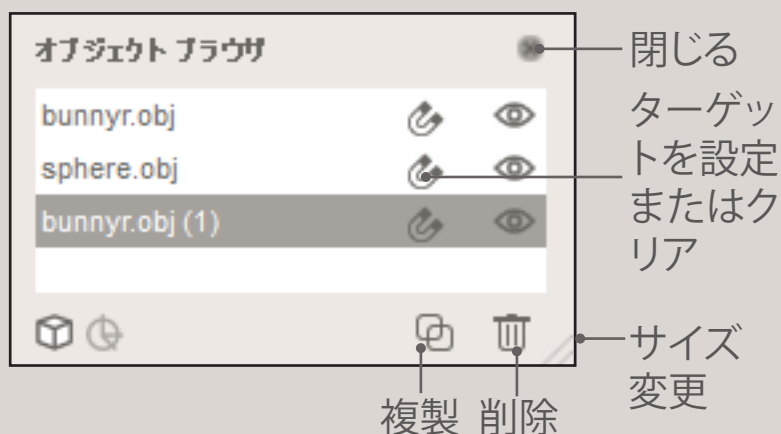 オブジェクト ブラウザ
閉じる
bunnyr.obj
sphere.obj
bunnyr.obj (1)
ターゲッ
トを設定
またはク
リア
サイズ
変更
複製
削除